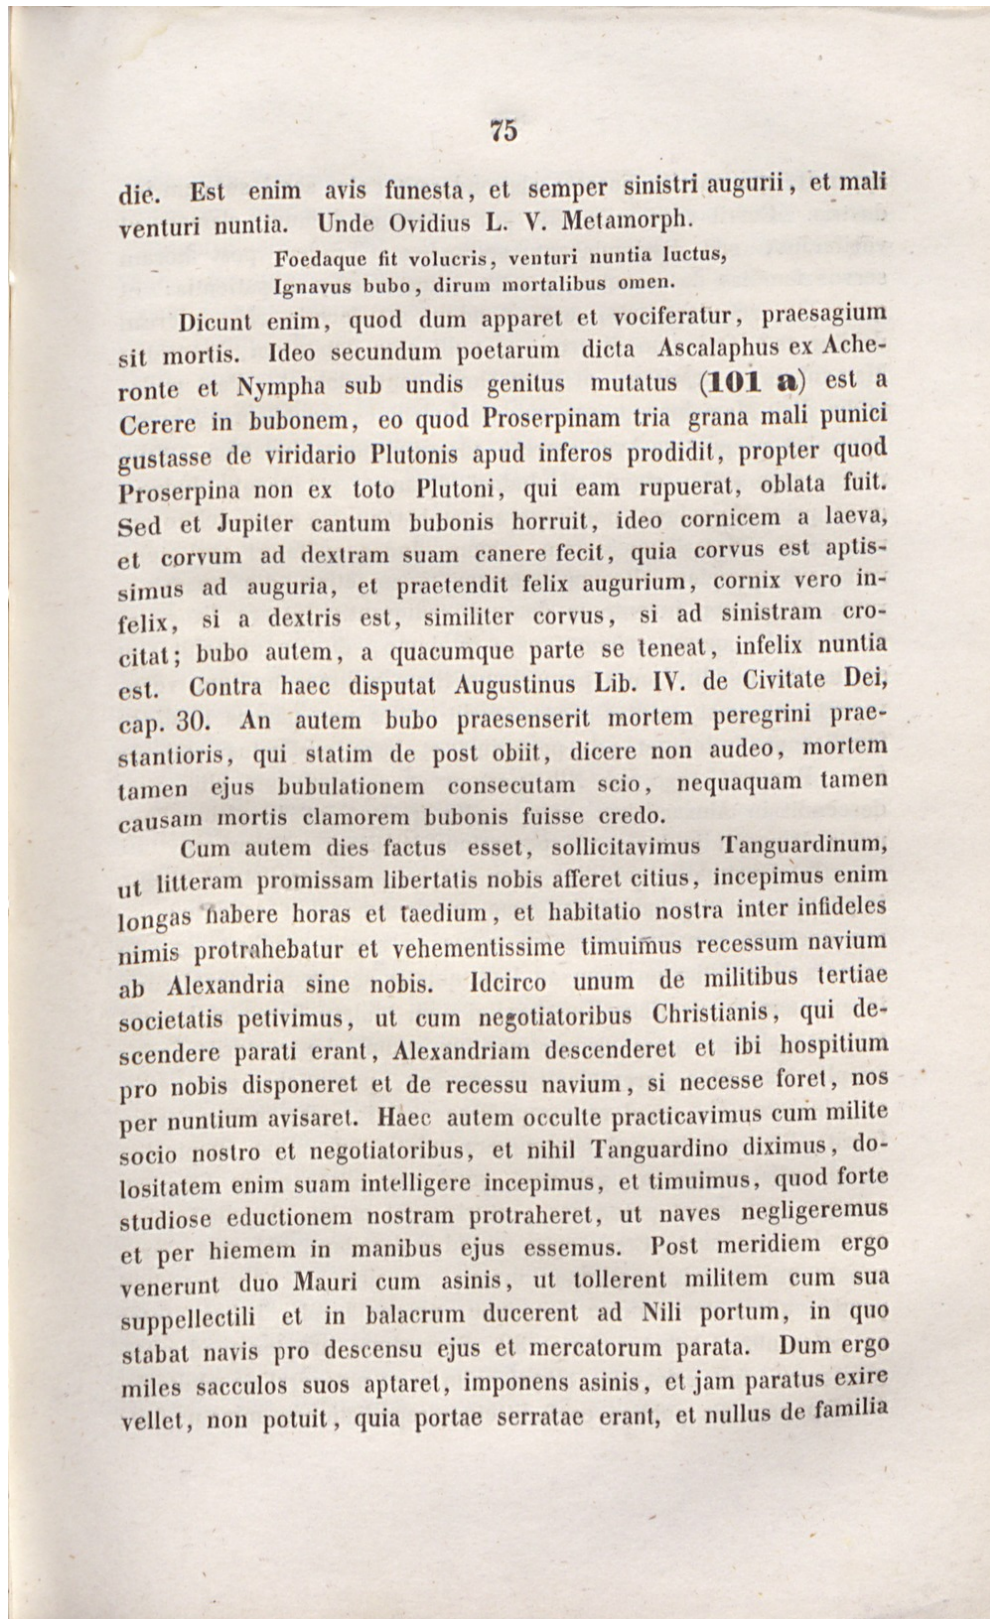 75
die. Est enim avis funesta, et semper sinistri augurii, et mali
venturi nuntia. Unde Ovidius L. V. Metamorph.
Foedaque fit volucris, venturi nuntia luctus,
Ignavus bubo, dirum mortalibus omen.
Dicunt enim, quod dum apparet et vociferatur, praesagium
sit mortis. Ideo secundum poetarum dicta Ascalaphus ex Ache-
ronte et Nympha sub undis genitus mutatus (101 a) est a
Cerere in bubonem, eo quod Proserpinam tria grana mali punici
gustasse de viridario Plutonis apud inferos prodidit, propter quod
Proserpina non ex toto Plutoni, qui eam rupuerat, oblata fuit.
Sed et Jupiter cantum bubonis horruit, ideo cornicem a laeva,
et corvum ad dextram suam canere fecit, quia corvus est aptis-
simus ad auguria, et praetendit felix augurium, cornix vero in-
felix, si a dextris est, similiter corvus, si ad sinistram cro-
citat; bubo autem, a quacumque parte se teneat, infelix nuntia
est. Contra haec disputat Augustinus Lib. IV. de Civitate Dei,
cap. 30. An autem bubo praesenserit mortem peregrini prae-
stantioris, qui statim de post obiit, dicere non audeo, mortem
tamen ejus bubulationem consecutam scio, nequaquam tamen
causam mortis clamorem bubonis fuisse credo.
Cum autem dies factus esset, sollicitavimus Tanguardinum,
ut litteram promissam libertatis nobis afferet citius, incepimus enim
longas habere horas et taedium, et habitatio nostra inter infideles
nimis protrahebatur et vehementissime timuimus recessum navium
ab Alexandria sine nobis. Idcirco unum de militibus tertiae
societatis petivimus, ut cum negotiatoribus Christianis, qui de-
scendere parati erant, Alexandriam descenderet et ibi hospitium
pro nobis disponeret et de recessu navium, si necesse foret, nos
per nuntium avisaret. Haec autem occulte practicavimus cum milite
socio nostro et negotiatoribus, et nihil Tanguardino diximus, do-
lositatem enim suam intelligere incepimus, et timuimus, quod forte
studiose eductionem nostram protraheret, ut naves negligeremus
et per hiemem in manibus ejus essemus. Post meridiem ergo
venerunt duo Mauri cum asinis, ut tollerent militem cum sua
suppellectili et in balacrum ducerent ad Nili portum, in quo
stabat navis pro descensu ejus et mercatorum parata. Dum ergo
miles sacculos suos aptaret, imponens asinis, et jam paratus exire
vellet, non potuit, quia portae serratae erant, et nullus de familia